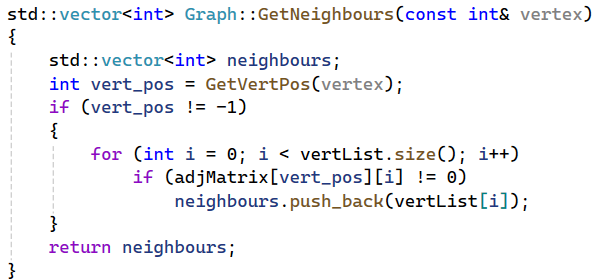 std::vector<int> Graph::GetNeighbours(const int& vertex)
{
    std::vector<int> neighbours;
    int vert_pos = GetVertPos(vertex);
    if (vert_pos != -1)
    {
        for (int i = 0; i < vertList.size(); i++)
            if (adjMatrix[vert_pos][i] != 0)
                neighbours.push_back(vertList[i]);
    }
    return neighbours;
}